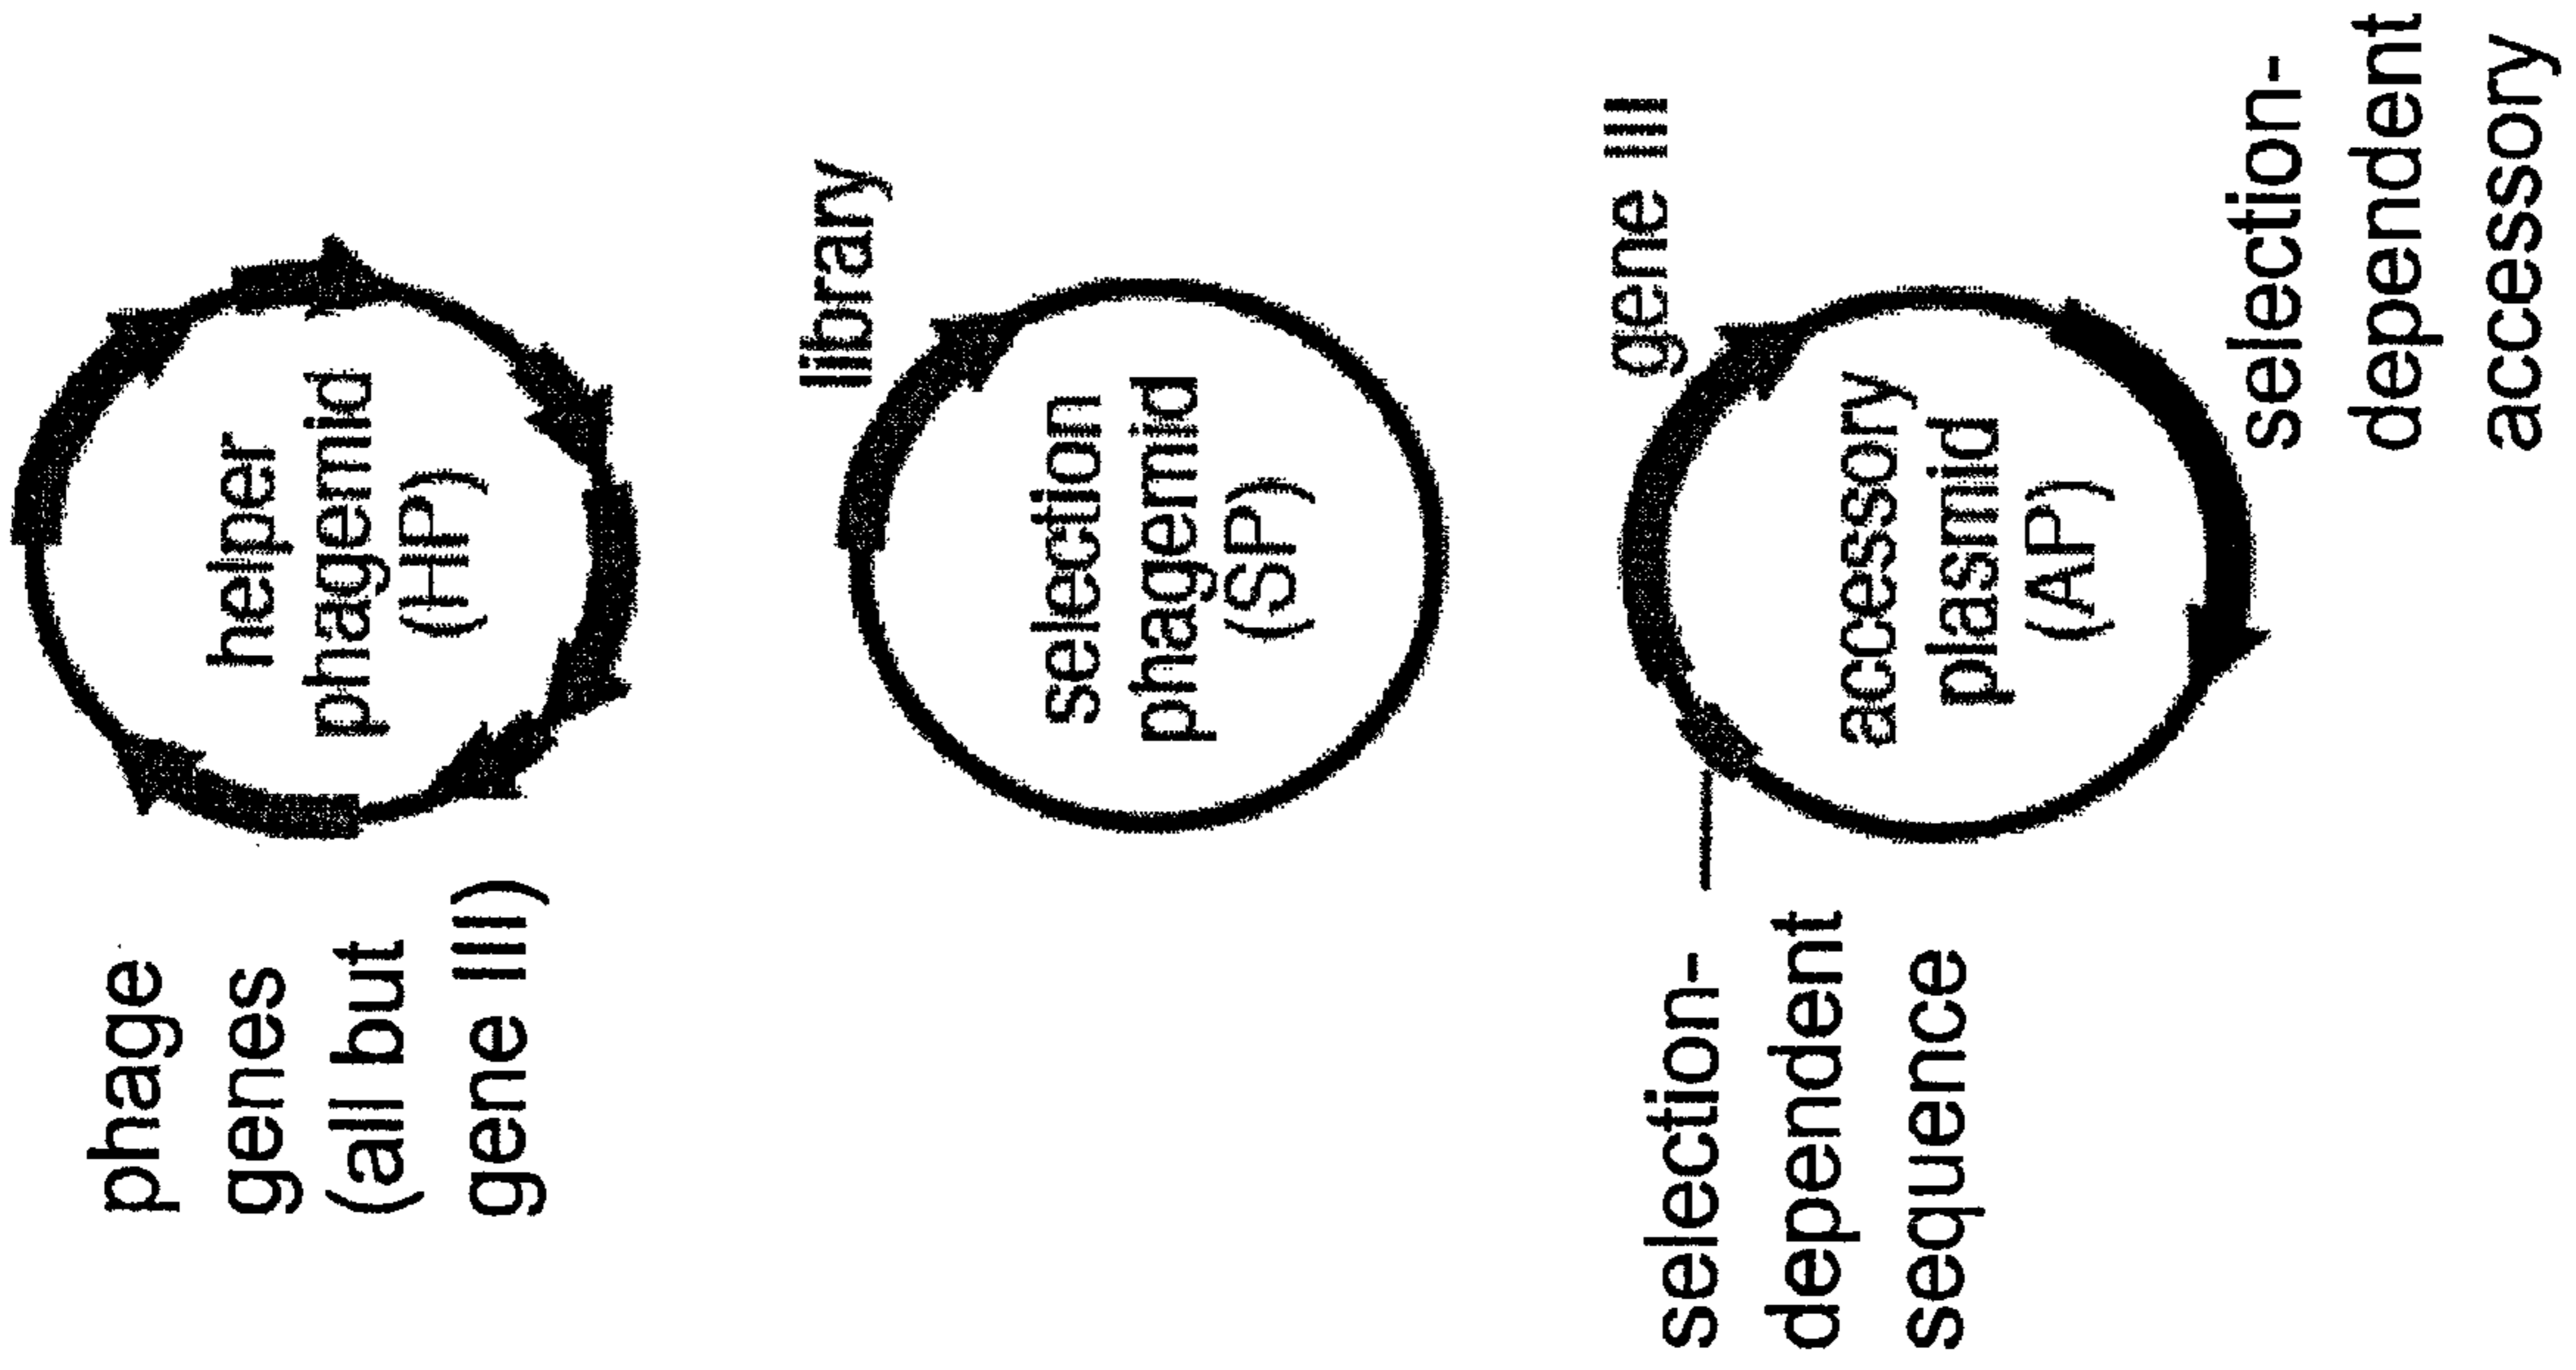 phage
genes
(all but
gene III)
helper
phagemid
(HP)
library
selection
phagemid
(SP)
selection-
dependent
sequence
gene III
accessory
plasmid
(AP)
selection-
dependent
accessory